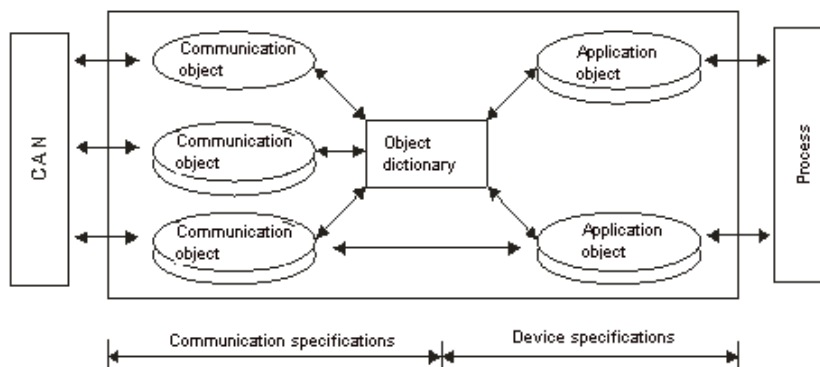 CAN
Communication
object
Communication
object
Communication
object
Object
dictionary
Application
object
Application
object
Process
Communication specifications
Device specifications